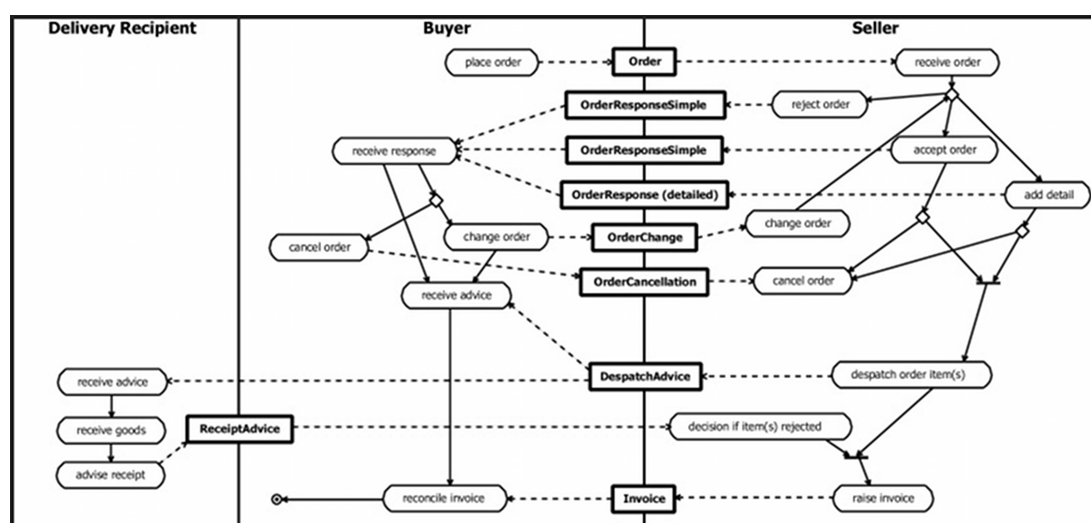 Delivery Recipient
Buyer
Seller
place order
Order
receive order
OrderResponseSimple
reject order
receive response
OrderResponseSimple
accept order
OrderResponse (detailed)
add detail
change order
OrderChange
change order
cancel order
OrderCancellation
cancel order
receive advice
receive advice
DespatchAdvice
despatch order item(s)
receive goods
ReceiptAdvice
decision if item(s) rejected
advise receipt
reconcile invoice
Invoice
raise invoice